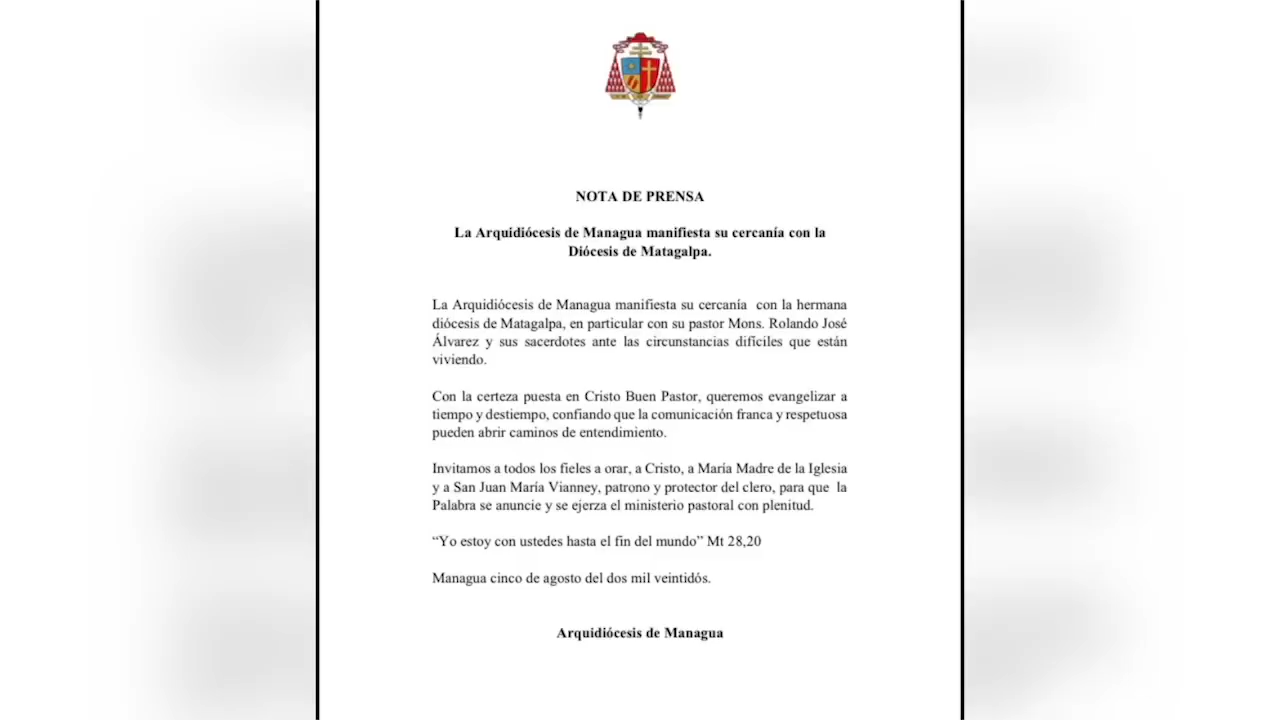 NOTA DE PRENSA
La Arquidiócesis de Managua manifiesta su cercanía con la
Diócesis de Matagalpa.
La Arquidiócesis de Managua manifiesta su cercanía con la hermana
diócesis de Matagalpa, en particular con su pastor Mons. Rolando José
Álvarez y sus sacerdotes ante las circunstancias difíciles que están
viviendo.
Con la certeza puesta en Cristo Buen Pastor, queremos evangelizar a
tiempo y destiempo, confiando que la comunicación franca y respetuosa
pueden abrir caminos de entendimiento.
Invitamos a todos los fieles a orar, a Cristo, a María Madre de la Iglesia
y a San Juan María Vianney, patrono y protector del clero, para que la
Palabra se anuncie y se ejerza el ministerio pastoral con plenitud.
“Yo estoy con ustedes hasta el fin del mundo” Mt 28,20
Managua cinco de agosto del dos mil veintidós.
Arquidiócesis de Managua